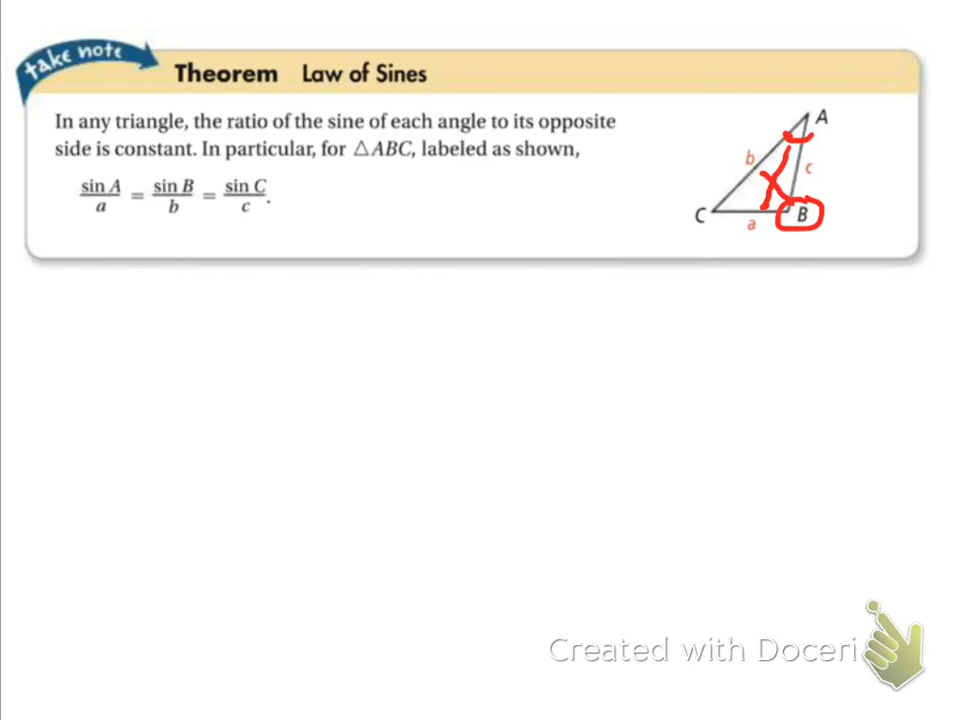 take note
Theorem Law of Sines
In any triangle, the ratio of the sine of each angle to its opposite
side is constant. In particular, for △ABC, labeled as shown,
sin A / a = sin B / b = sin C / c.
A
b
c
C
B
a
Created with Doceri